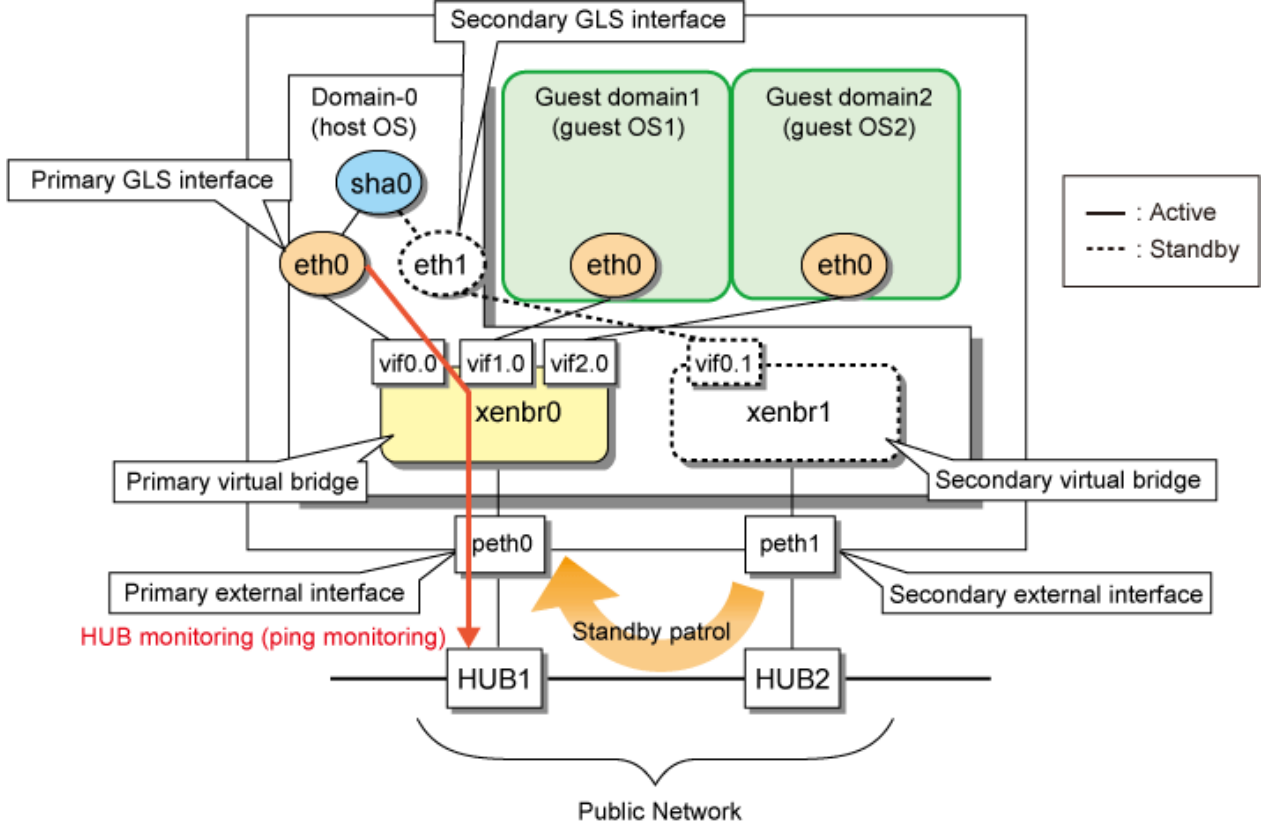 Secondary GLS interface
Domain-0
(host OS)
Guest domain1
(guest OS1)
Guest domain2
(guest OS2)
Primary GLS interface
sha0
: Active
: Standby
eth0
eth1
eth0
eth0
vif0.0
vif1.0
vif2.0
vif0.1
xenbr0
xenbr1
Primary virtual bridge
Secondary virtual bridge
peth0
peth1
Primary external interface
Secondary external interface
HUB monitoring (ping monitoring)
Standby patrol
HUB1
HUB2
Public Network